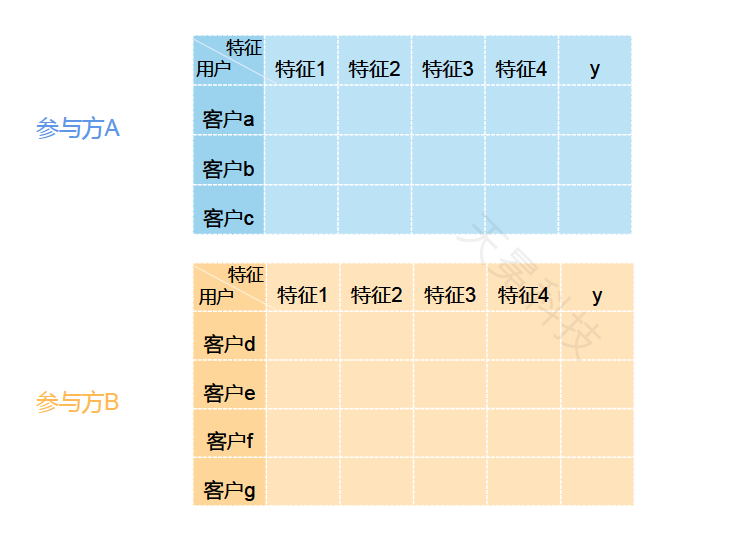 特征
用户 特征1 特征2 特征3 特征4 y
客户a
参与方A
客户b
客户c
天冕科技
特征
用户 特征1 特征2 特征3 特征4 y
客户d
客户e
参与方B
客户f
客户g